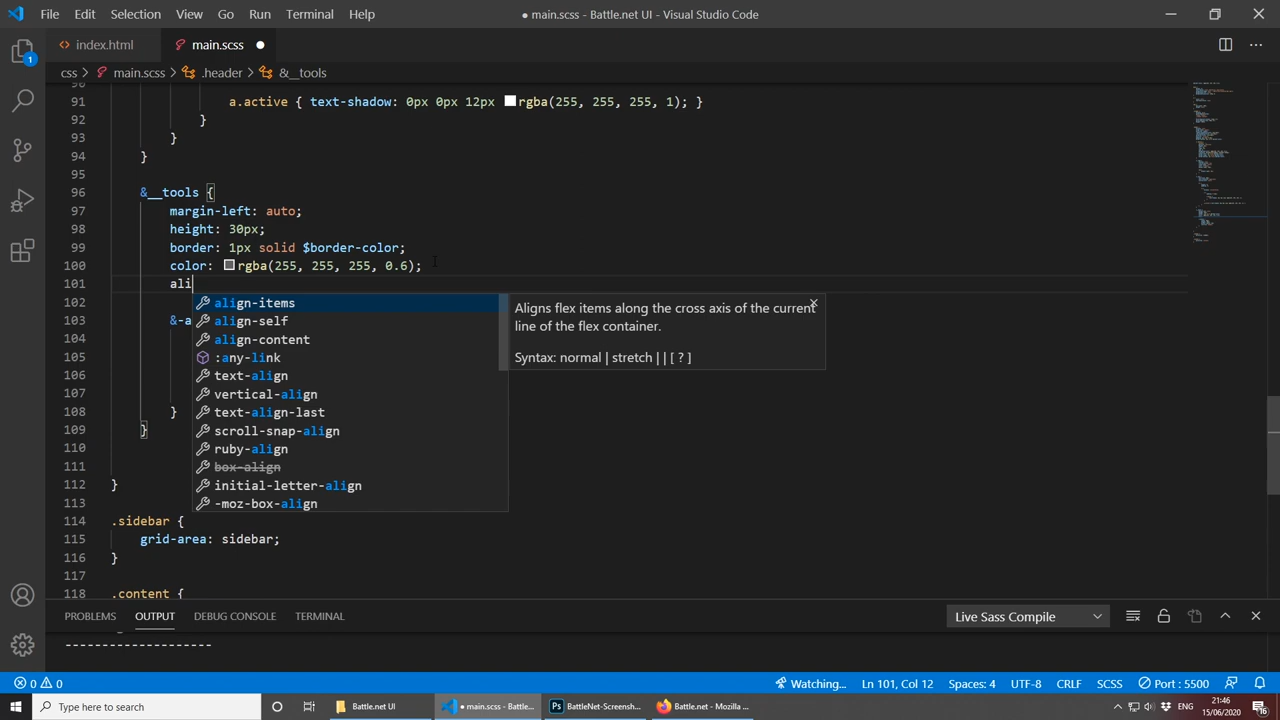 File Edit Selection View Go Run Terminal Help
● main.scss - Battle.net UI - Visual Studio Code
index.html main.scss ●
css > main.scss > .header > &__tools
91 a.active { text-shadow: 0px 0px 12px rgba(255, 255, 255, 1); }
92 }
93 }
94 }
95
96 &__tools {
97 margin-left: auto;
98 height: 30px;
99 border: 1px solid $border-color;
100 color: rgba(255, 255, 255, 0.6);
101 ali
102 align-items
Aligns flex items along the cross axis of the current
line of the flex container.
Syntax: normal | stretch | | [ ? ]
align-self
103 &-a
align-content
104
105 :any-link
106 text-align
107 vertical-align
108 } text-align-last
109 } scroll-snap-align
110 ruby-align
111 box-align
112 } initial-letter-align
113 -moz-box-align
114 .sidebar {
115 grid-area: sidebar;
116 }
117
118 .content {
PROBLEMS OUTPUT DEBUG CONSOLE TERMINAL Live Sass Compile
--------------------
0 0 Watching... Ln 101, Col 12 Spaces: 4 UTF-8 CRLF SCSS Port : 5500
Type here to search Battle.net UI ● main.scss - Battle... BattleNet-Screensh... Battle.net - Mozilla ... ENG 21:46
15/06/2020 16
1